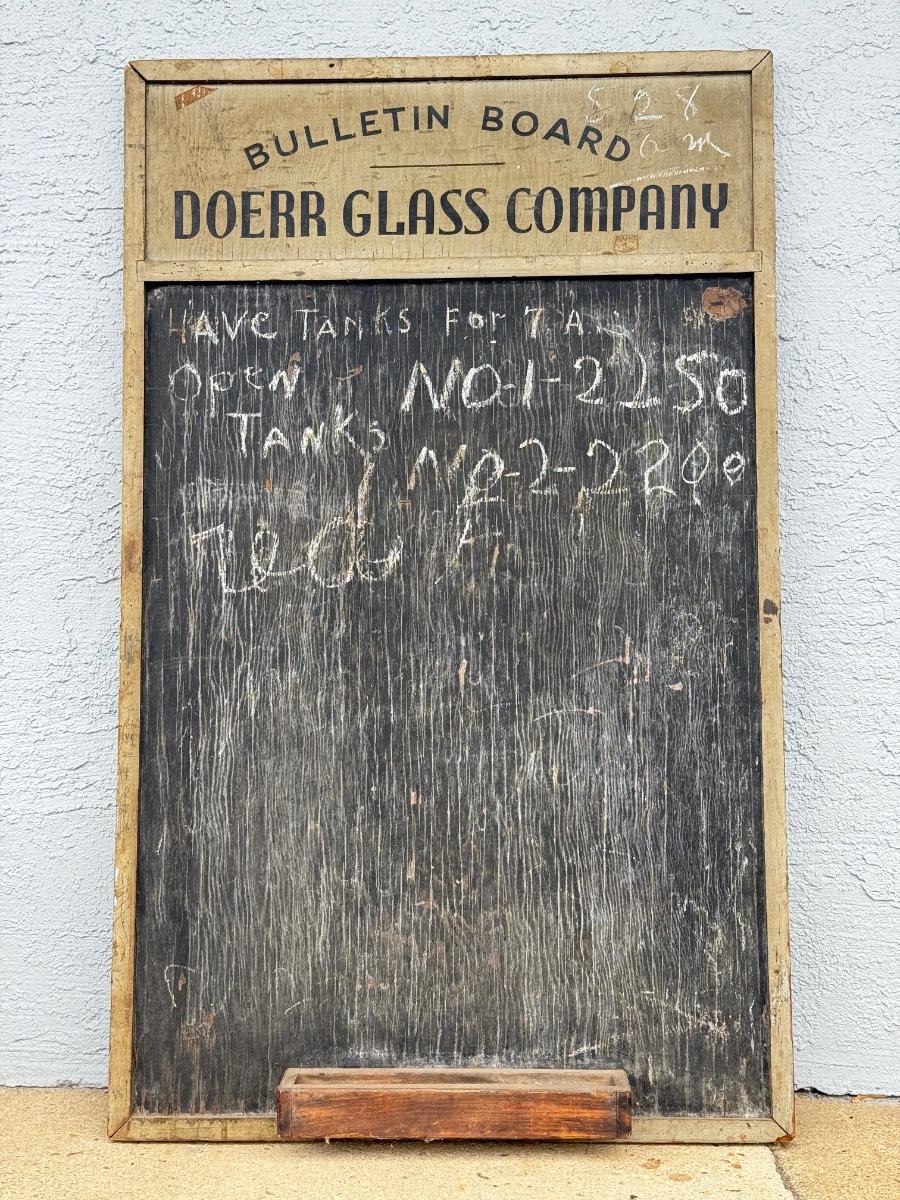 BULLETIN BOARD
DOERR GLASS COMPANY
HAVE TANKS For 7 A.
OPEN NO-1-2250
TANKS NO-2-2200